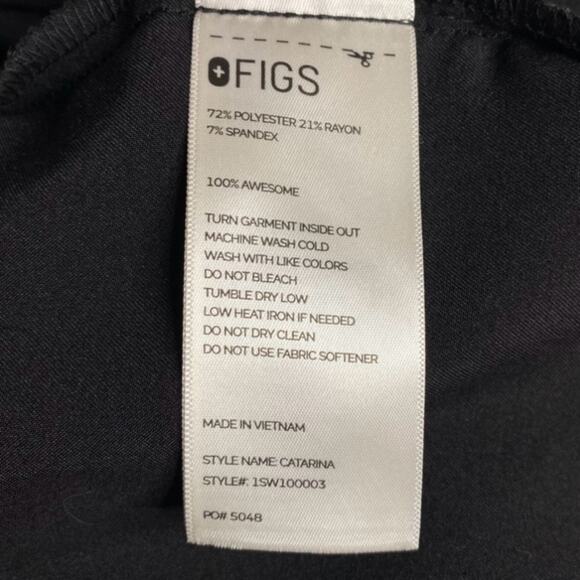 FIGS
72% POLYESTER 21% RAYON
7% SPANDEX
100% AWESOME
TURN GARMENT INSIDE OUT
MACHINE WASH COLD
WASH WITH LIKE COLORS
DO NOT BLEACH
TUMBLE DRY LOW
LOW HEAT IRON IF NEEDED
DO NOT DRY CLEAN
DO NOT USE FABRIC SOFTENER
MADE IN VIETNAM
STYLE NAME: CATARINA
STYLE#: 1SW100003
PO# 5048